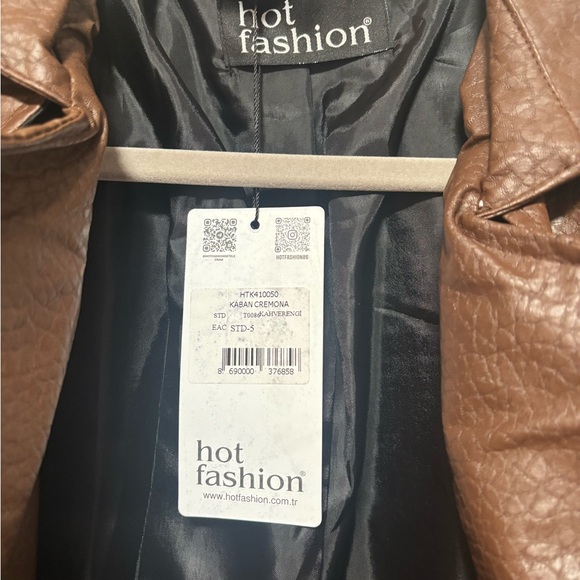 hot
fashion®
HOTFASHION80
HTK410050
KABAN CREMONA
STD KAHVERENGI
EAC STD-5
8 690000 376858
hot
fashion®
www.hotfashion.com.tr